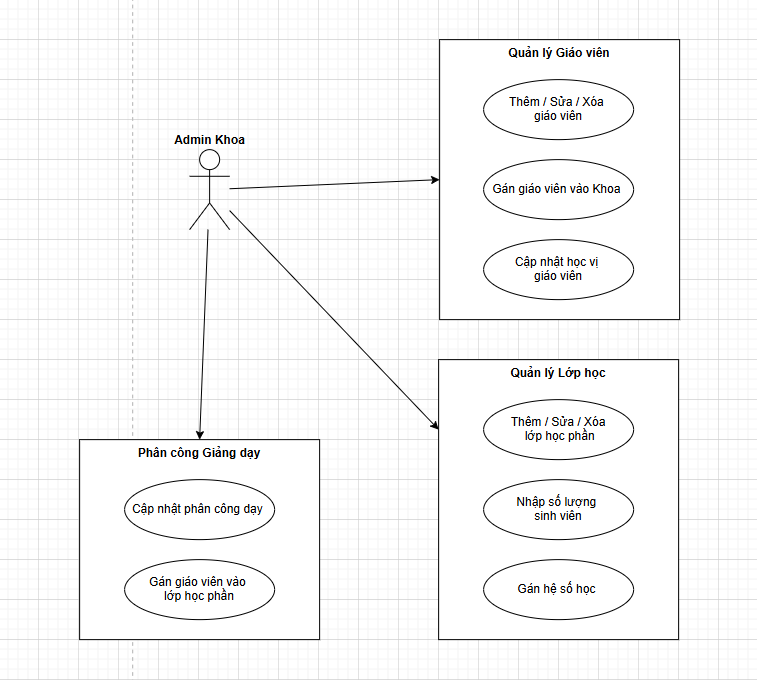 Quản lý Giáo viên
Thêm / Sửa / Xóa
giáo viên
Gán giáo viên vào Khoa
Cập nhật học vị
giáo viên
Admin Khoa
Quản lý Lớp học
Thêm / Sửa / Xóa
lớp học phần
Nhập số lượng
sinh viên
Gán hệ số học
Phân công Giảng dạy
Cập nhật phân công dạy
Gán giáo viên vào
lớp học phần